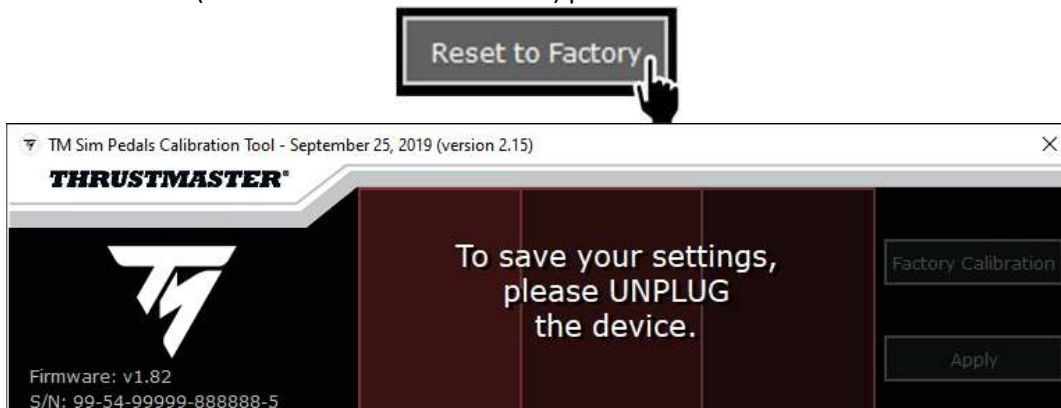 Reset to Factory
TM Sim Pedals Calibration Tool - September 25, 2019 (version 2.15)
THRUSTMASTER®
To save your settings,
please UNPLUG
the device.
Factory Calibration
Apply
Firmware: v1.82
S/N: 99-54-99999-888888-5